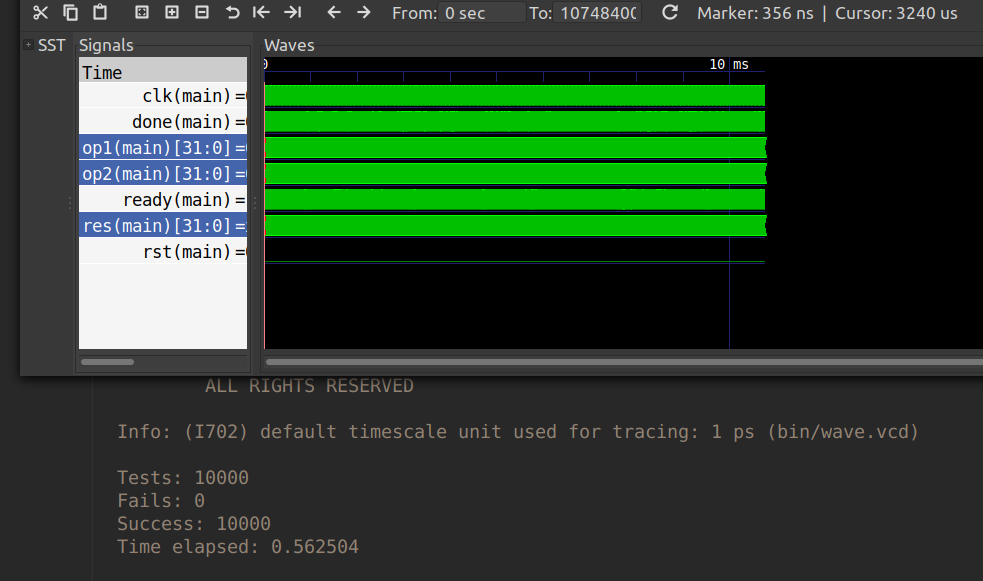 From: 0 sec To: 10748400 Marker: 356 ns | Cursor: 3240 us
SST Signals Waves
Time
0 10 ms
clk(main)=
done(main)=
op1(main)[31:0]=
op2(main)[31:0]=
ready(main)=
res(main)[31:0]=
rst(main)=
ALL RIGHTS RESERVED
Info: (I702) default timescale unit used for tracing: 1 ps (bin/wave.vcd)
Tests: 10000
Fails: 0
Success: 10000
Time elapsed: 0.562504